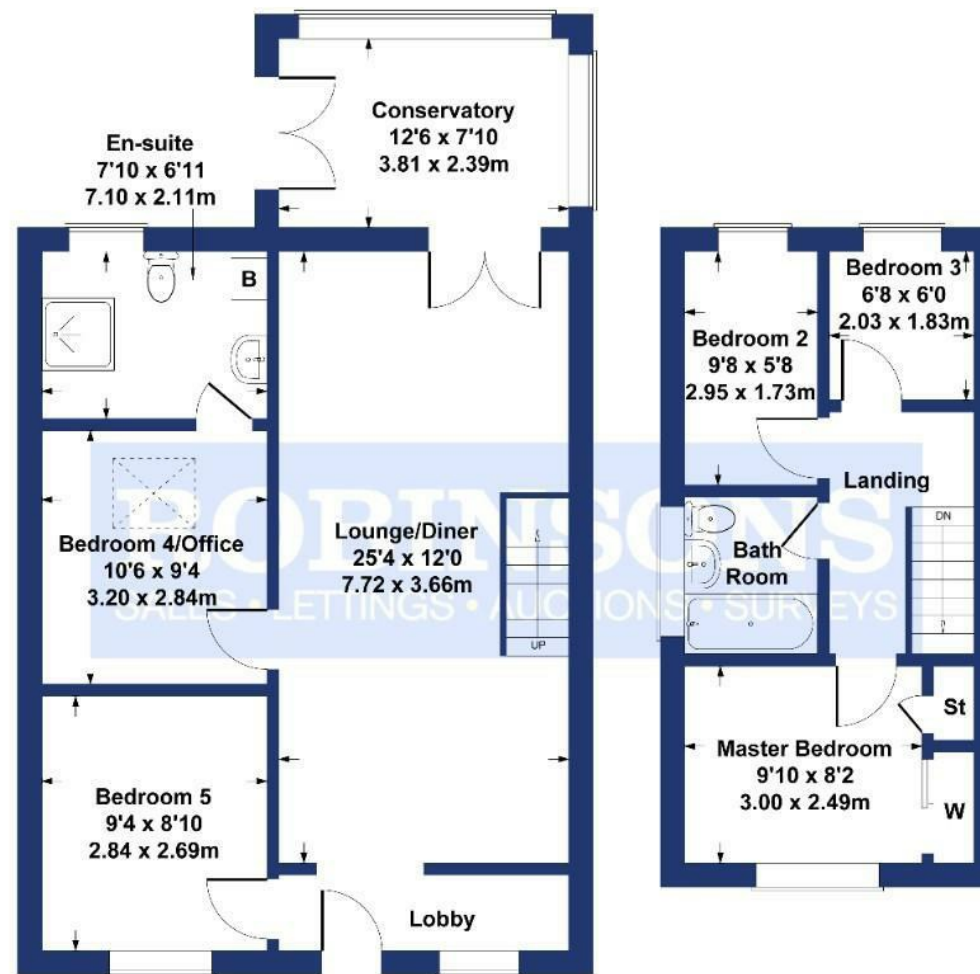 Conservatory
12'6 x 7'10
3.81 x 2.39m
En-suite
7'10 x 6'11
7.10 x 2.11m
B
Bedroom 4/Office
10'6 x 9'4
3.20 x 2.84m
Lounge/Diner
25'4 x 12'0
7.72 x 3.66m
UP
Bedroom 5
9'4 x 8'10
2.84 x 2.69m
Lobby
Bedroom 3
6'8 x 6'0
2.03 x 1.83m
Bedroom 2
9'8 x 5'8
2.95 x 1.73m
Landing
DN
Bath
Room
St
Master Bedroom
9'10 x 8'2
3.00 x 2.49m
W
ROBINSONS
SALES • LETTINGS • AUCTIONS • SURVEYS